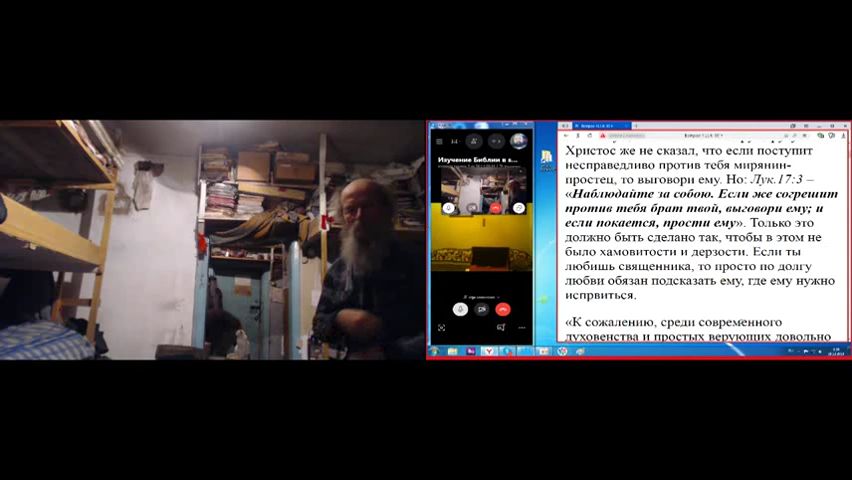 Изучение Библии в с...
Христос же не сказал, что если поступит
несправедливо против тебя мирянин-
простец, то выговори ему. Но: Лук.17:3 –
«Наблюдайте за собою. Если же согрешит
против тебя брат твой, выговори ему; и
если покается, прости ему». Только это
должно быть сделано так, чтобы в этом не
было хамовитости и дерзости. Если ты
любишь священника, то просто по долгу
любви обязан подсказать ему, где ему нужно
исправиться.
«К сожалению, среди современного
духовенства и простых верующих довольно